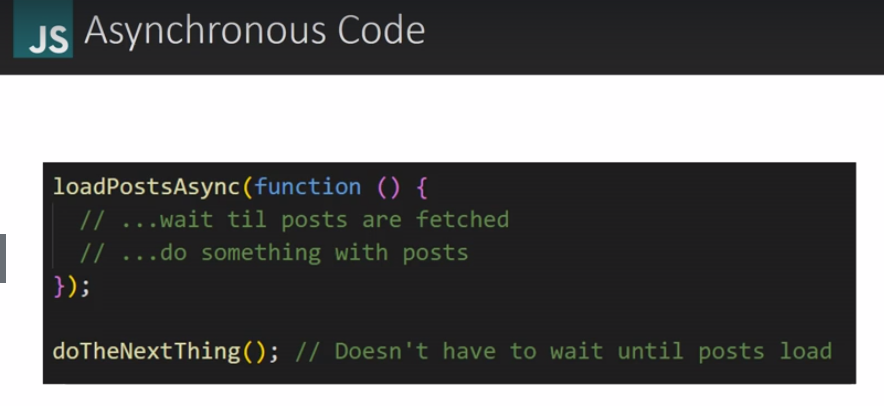 JS Asynchronous Code
loadPostsAsync(function () {
// ...wait til posts are fetched
// ...do something with posts
});
doTheNextThing(); // Doesn't have to wait until posts load